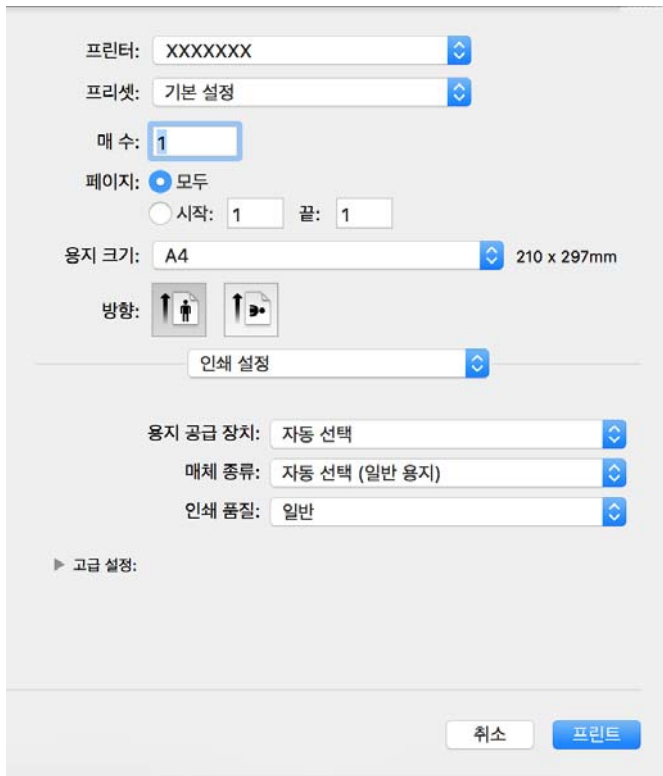 프린터: XXXXXXX
프리셋: 기본 설정
매 수: 1
페이지: 모두
시작: 1 끝: 1
용지 크기: A4 210 x 297mm
방향:
인쇄 설정
용지 공급 장치: 자동 선택
매체 종류: 자동 선택 (일반 용지)
인쇄 품질: 일반
고급 설정:
취소 프린트